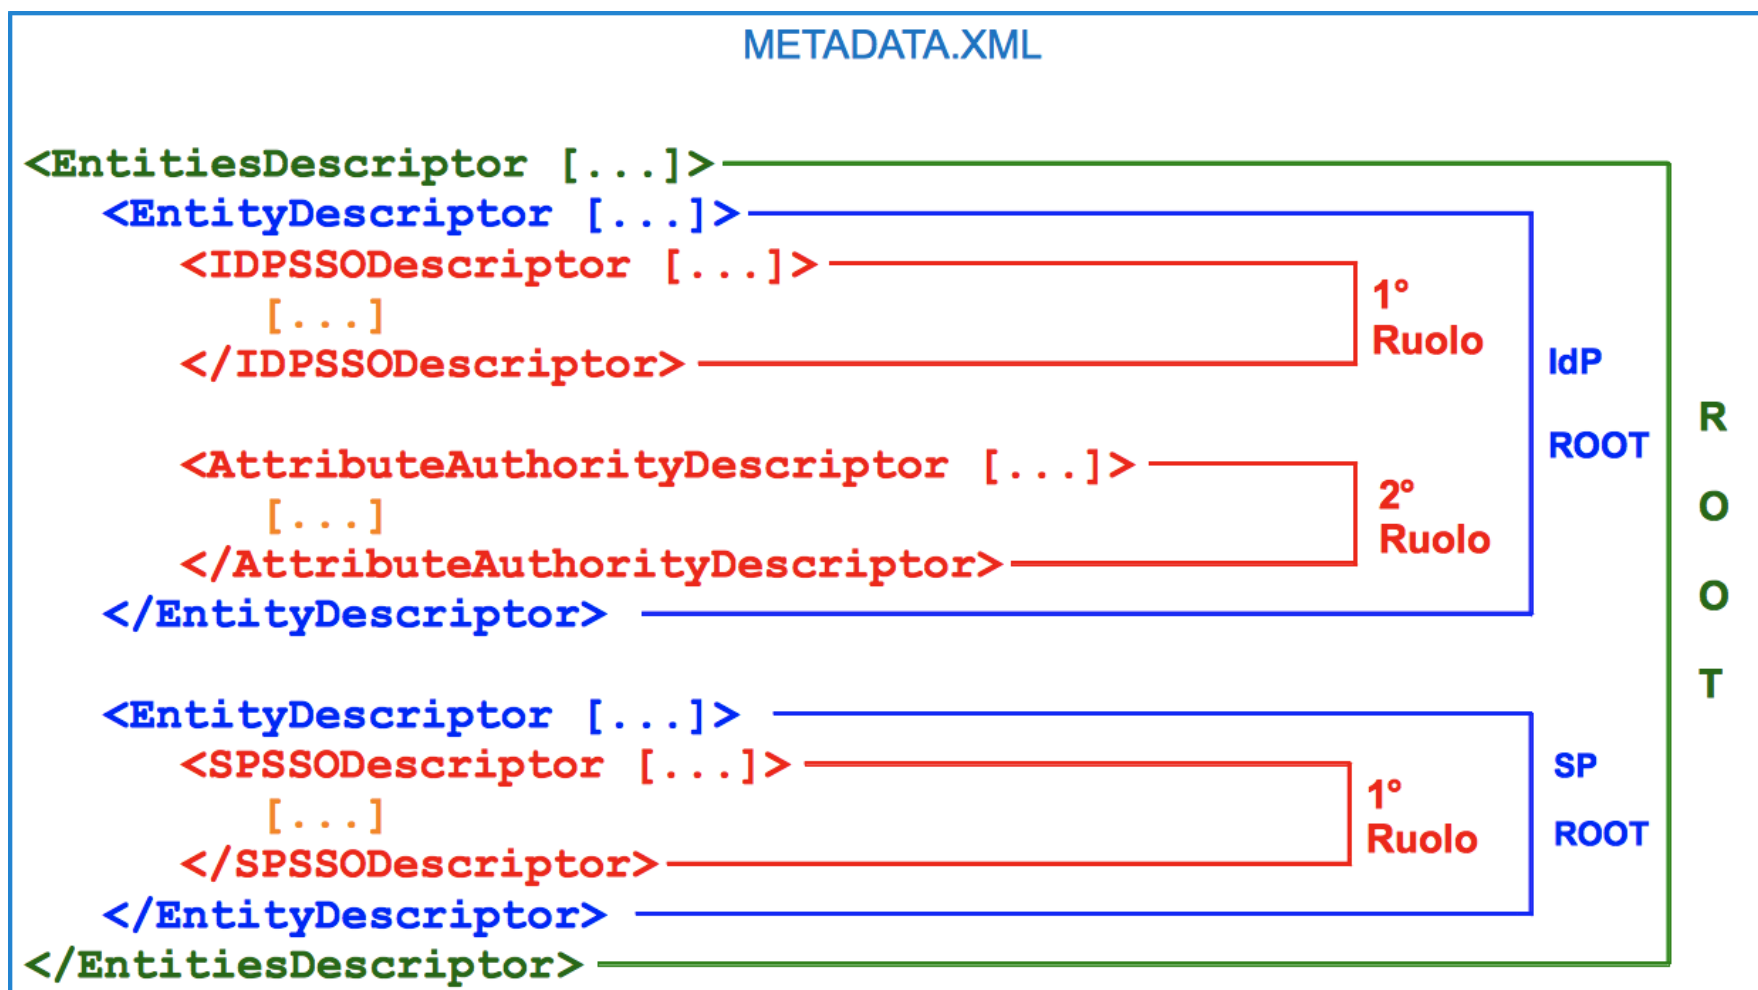 METADATA.XML
<EntitiesDescriptor [...]>
<EntityDescriptor [...]>
<IDPSSODescriptor [...]>
[...]
</IDPSSODescriptor>
1°
Ruolo
<AttributeAuthorityDescriptor [...]>
[...]
</AttributeAuthorityDescriptor>
2°
Ruolo
</EntityDescriptor>
IdP
ROOT
<EntityDescriptor [...]>
<SPSSODescriptor [...]>
[...]
</SPSSODescriptor>
1°
Ruolo
</EntityDescriptor>
SP
ROOT
</EntitiesDescriptor>
R
O
O
T